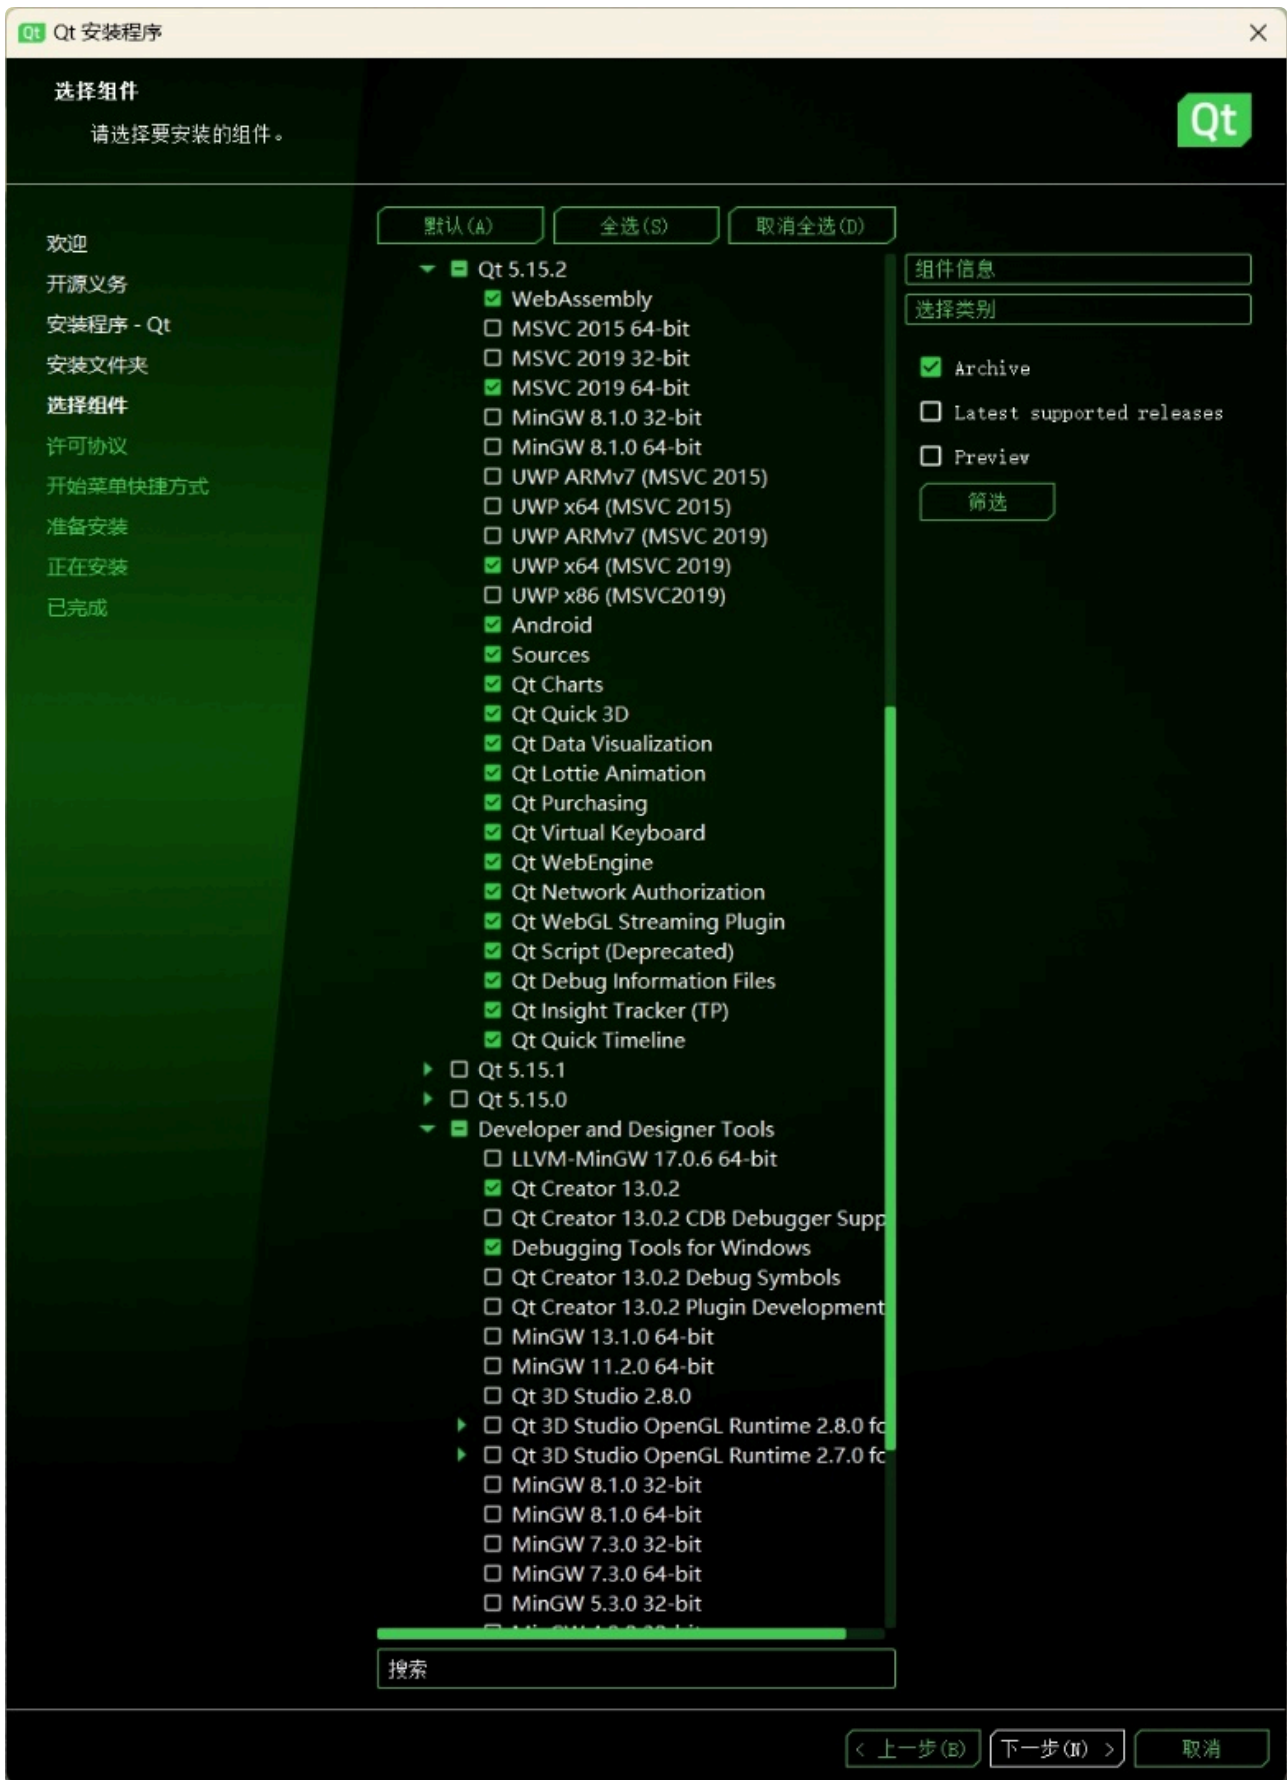 Qt 安装程序
选择组件
请选择要安装的组件。
Qt
欢迎
开源义务
安装程序 - Qt
安装文件夹
选择组件
许可协议
开始菜单快捷方式
准备安装
正在安装
已完成
默认(A) 全选(S) 取消全选(D)
Qt 5.15.2
WebAssembly
MSVC 2015 64-bit
MSVC 2019 32-bit
MSVC 2019 64-bit
MinGW 8.1.0 32-bit
MinGW 8.1.0 64-bit
UWP ARMv7 (MSVC 2015)
UWP x64 (MSVC 2015)
UWP ARMv7 (MSVC 2019)
UWP x64 (MSVC 2019)
UWP x86 (MSVC2019)
Android
Sources
Qt Charts
Qt Quick 3D
Qt Data Visualization
Qt Lottie Animation
Qt Purchasing
Qt Virtual Keyboard
Qt WebEngine
Qt Network Authorization
Qt WebGL Streaming Plugin
Qt Script (Deprecated)
Qt Debug Information Files
Qt Insight Tracker (TP)
Qt Quick Timeline
Qt 5.15.1
Qt 5.15.0
Developer and Designer Tools
LLVM-MinGW 17.0.6 64-bit
Qt Creator 13.0.2
Qt Creator 13.0.2 CDB Debugger Supp
Debugging Tools for Windows
Qt Creator 13.0.2 Debug Symbols
Qt Creator 13.0.2 Plugin Development
MinGW 13.1.0 64-bit
MinGW 11.2.0 64-bit
Qt 3D Studio 2.8.0
Qt 3D Studio OpenGL Runtime 2.8.0 fo
Qt 3D Studio OpenGL Runtime 2.7.0 fo
MinGW 8.1.0 32-bit
MinGW 8.1.0 64-bit
MinGW 7.3.0 32-bit
MinGW 7.3.0 64-bit
MinGW 5.3.0 32-bit
搜索
组件信息
选择类别
Archive
Latest supported releases
Preview
筛选
< 上一步(B) 下一步(N) > 取消